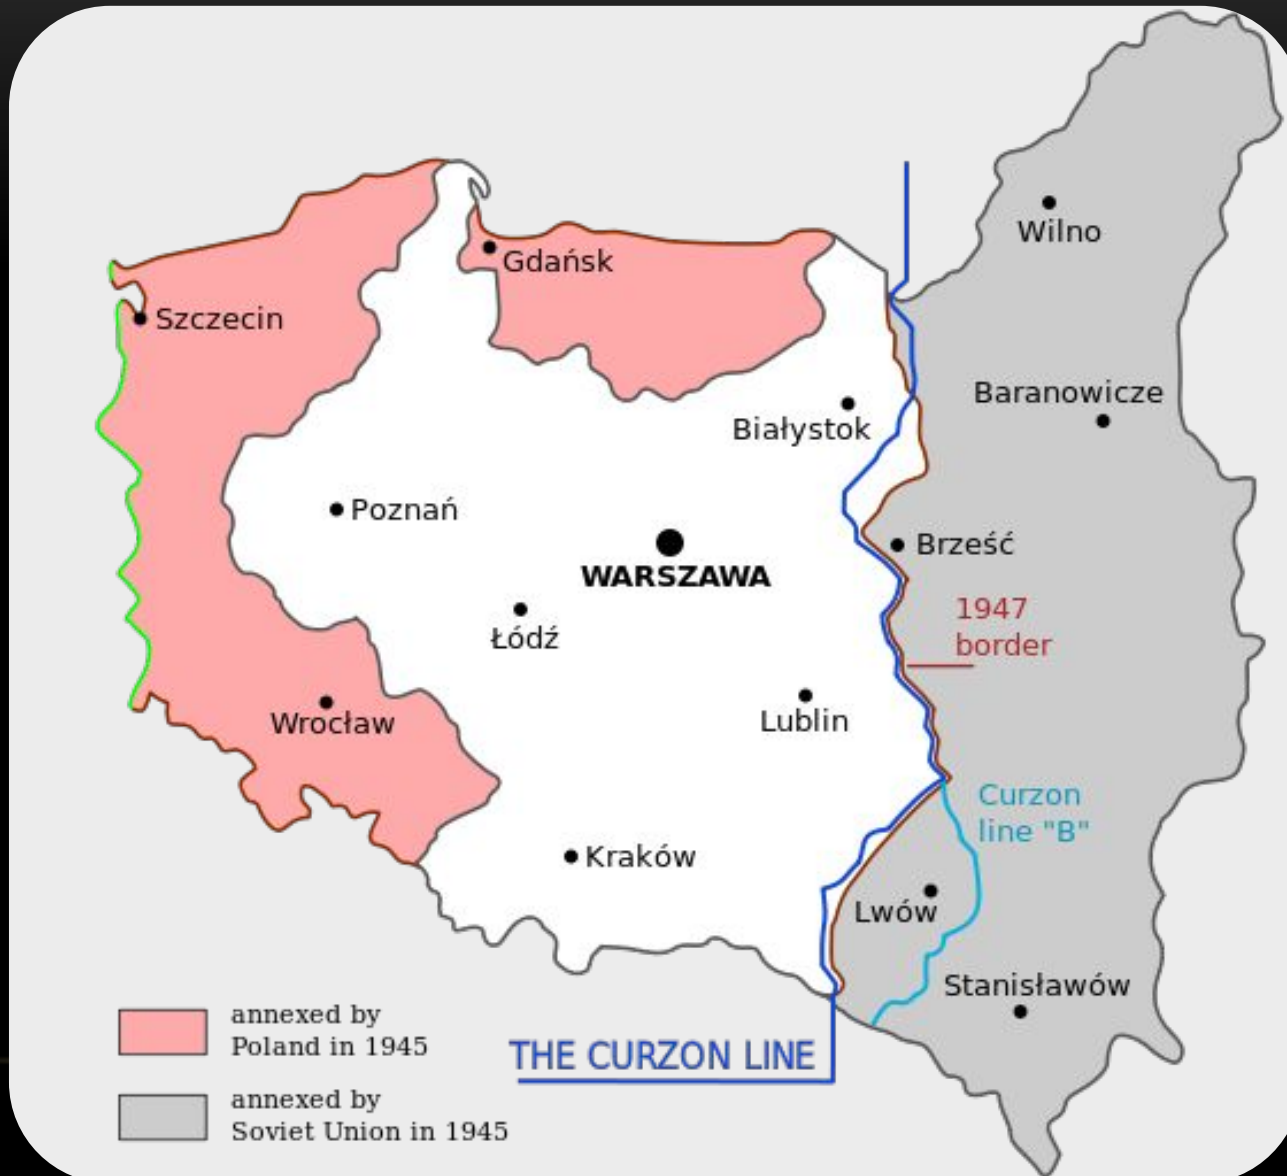 Wilno
Gdańsk
Szczecin
Baranowicze
Białystok
Poznań
Brześć
WARSZAWA
1947
border
Łódź
Lublin
Wrocław
Curzon
line "B"
Kraków
Lwów
Stanisławów
annexed by
Poland in 1945
THE CURZON LINE
annexed by
Soviet Union in 1945